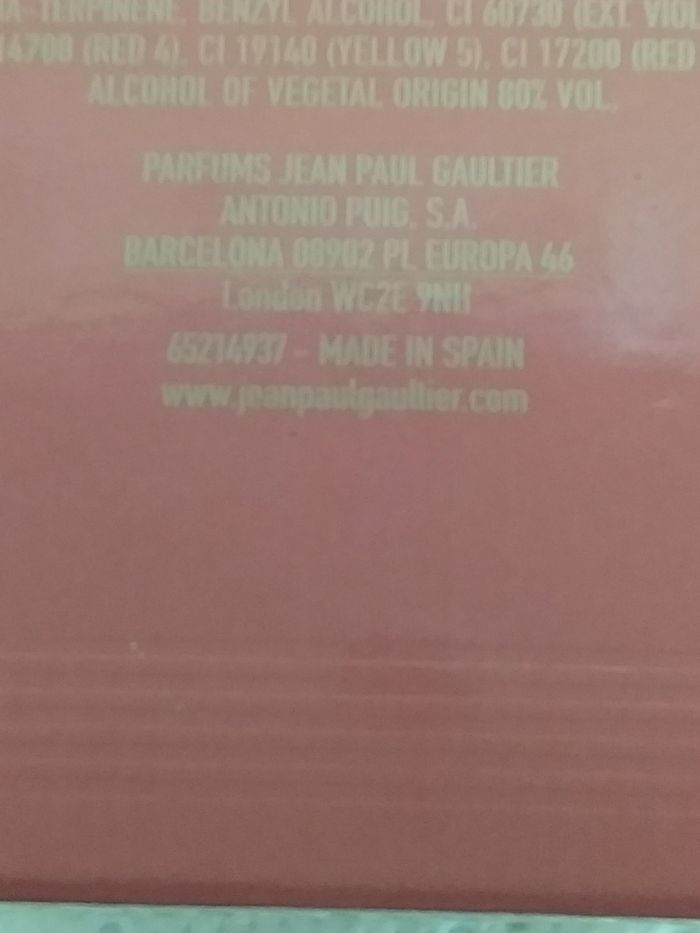 A-TERPINENE, BENZYL ALCOHOL, CI 60730 (EXT. VIOL
14700 (RED 4), CI 19140 (YELLOW 5), CI 17200 (RED
ALCOHOL OF VEGETAL ORIGIN 80% VOL.
PARFUMS JEAN PAUL GAULTIER
ANTONIO PUIG, S.A.
BARCELONA 08902 PL EUROPA 46
London WC2E 9NH
65214937 - MADE IN SPAIN
www.jeanpaulgaultier.com